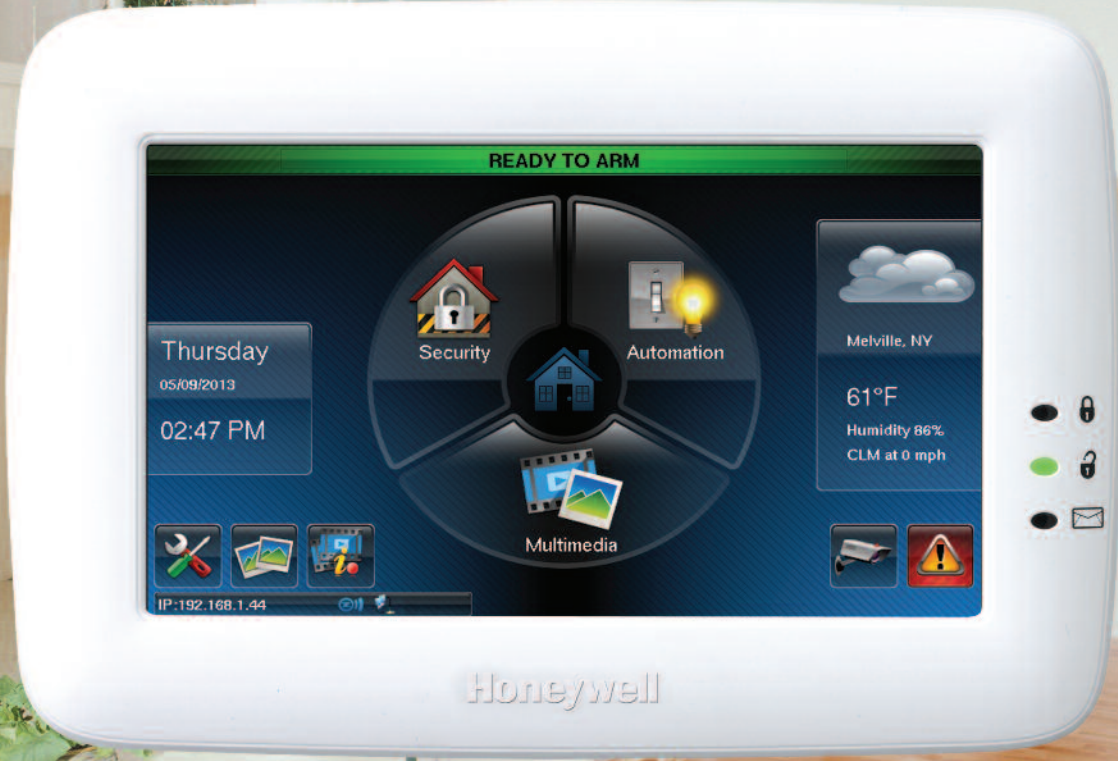 READY TO ARM
Security
Automation
Multimedia
Thursday
05/09/2013
02:47 PM
Melville, NY
61°F
Humidity 86%
CLM at 0 mph
IP:192.168.1.44
Honeywell